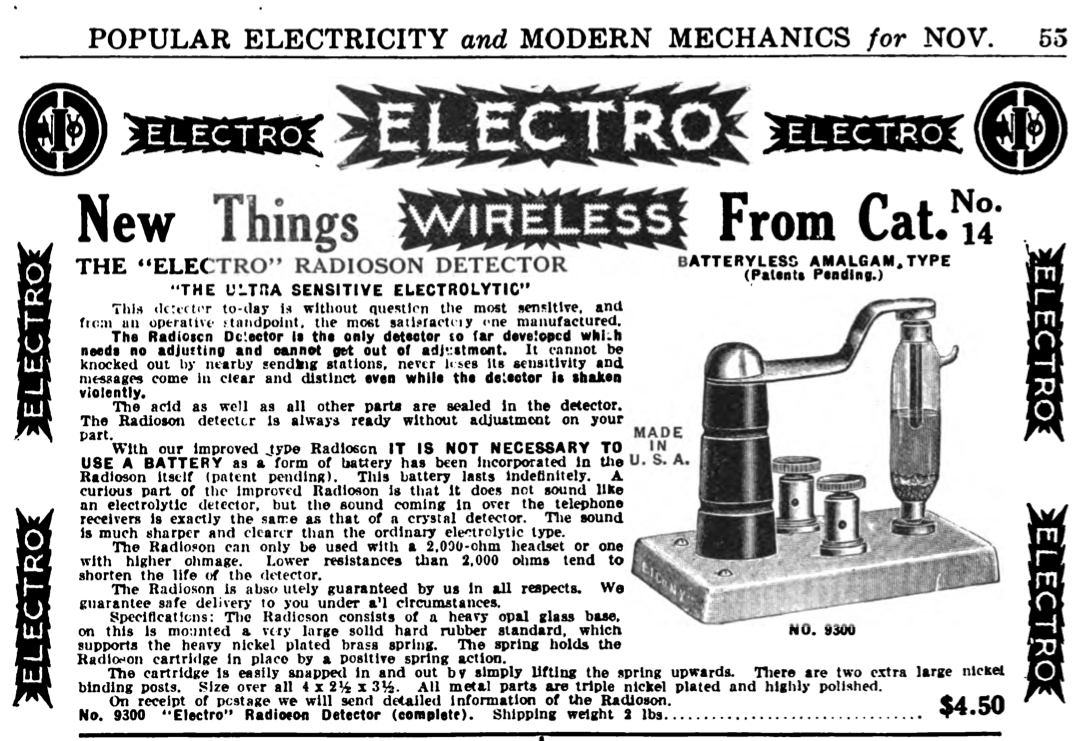 POPULAR ELECTRICITY and MODERN MECHANICS for NOV. 55
ELECTRO
ELECTRO
ELECTRO
New Things WIRELESS From Cat. No. 14
THE "ELECTRO" RADIOSON DETECTOR
"THE ULTRA SENSITIVE ELECTROLYTIC"
This detector to-day is without question the most sensitive, and
from an operative standpoint, the most satisfactory one manufactured.
The Radioson Detector is the only detector so far developed which
needs no adjusting and cannot get out of adjustment. It cannot be
knocked out by nearby sending stations, never loses its sensitivity and
messages come in clear and distinct even while the detector is shaken
violently.
The acid as well as all other parts are sealed in the detector.
The Radioson detector is always ready without adjustment on your
part.
With our improved type Radioson IT IS NOT NECESSARY TO
USE A BATTERY as a form of battery has been incorporated in the
Radioson itself (patent pending). This battery lasts indefinitely. A
curious part of the improved Radioson is that it does not sound like
an electrolytic detector, but the sound coming in over the telephone
receivers is exactly the same as that of a crystal detector. The sound
is much sharper and clearer than the ordinary electrolytic type.
The Radioson can only be used with a 2,000-ohm headset or one
with higher ohmage. Lower resistances than 2,000 ohms tend to
shorten the life of the detector.
The Radioson is absolutely guaranteed by us in all respects. We
guarantee safe delivery to you under all circumstances.
Specifications: The Radioson consists of a heavy opal glass base,
on this is mounted a very large solid hard rubber standard, which
supports the heavy nickel plated brass spring. The spring holds the
Radioson cartridge in place by a positive spring action.
The cartridge is easily snapped in and out by simply lifting the spring upwards. There are two extra large nickel
binding posts. Size over all 4 x 2½ x 3½. All metal parts are triple nickel plated and highly polished.
On receipt of postage we will send detailed information of the Radioson.
No. 9300 "Electro" Radioson Detector (complete). Shipping weight 2 lbs. $4.50
BATTERYLESS AMALGAM, TYPE
(Patents Pending.)
MADE
IN
U. S. A.
NO. 9300
ELECTRO
ELECTRO
ELECTRO
ELECTRO